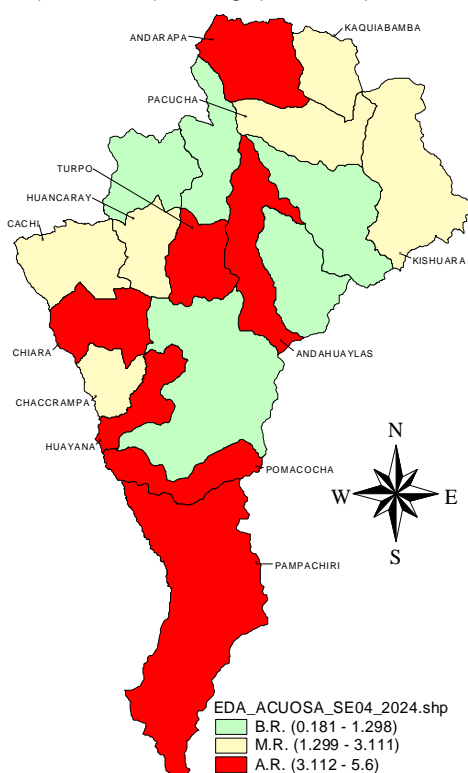 KAQUIABAMBA
ANDARAPA
PACUCHA
TURPO
HUANCARAY
CACHI
KISHUARA
CHIARA
ANDAHUAYLAS
CHACCRAMPA
HUAYANA
POMACOCHA
N
W E
S
PAMPACHIRI
EDA_ACUOSA_SE04_2024.shp
B.R. (0.181 - 1.298)
M.R. (1.299 - 3.111)
A.R. (3.112 - 5.6)